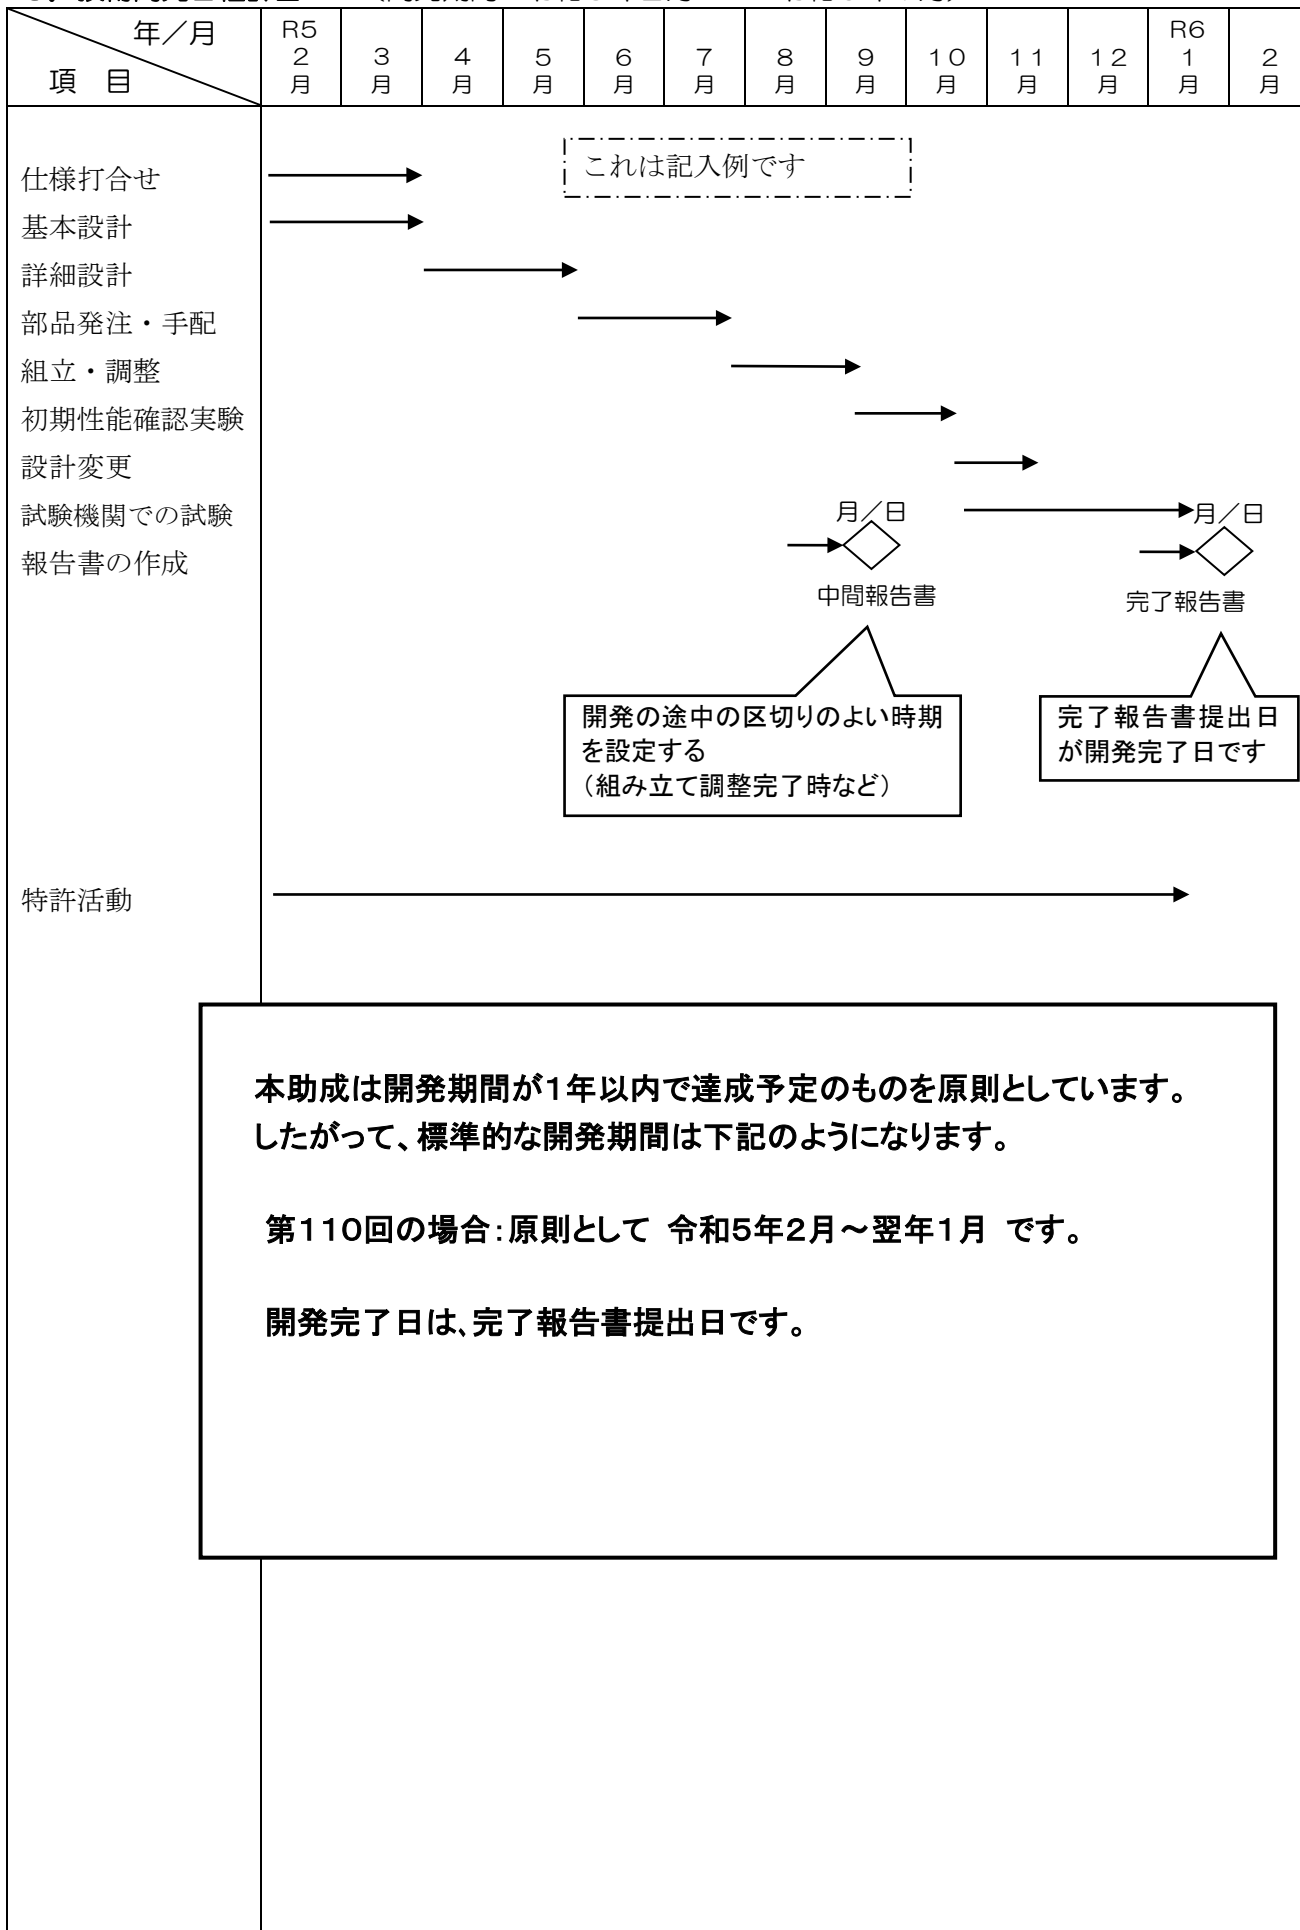 年／月
項 目
R5
2
月
3
月
4
月
5
月
6
月
7
月
8
月
9
月
10
月
11
月
12
月
R6
1
月
2
月
これは記入例です
仕様打合せ
基本設計
詳細設計
部品発注・手配
組立・調整
初期性能確認実験
設計変更
試験機関での試験
月／日
月／日
報告書の作成
中間報告書
完了報告書
開発の途中の区切りのよい時期
を設定する
（組み立て調整完了時など）
完了報告書提出日
が開発完了日です
特許活動
本助成は開発期間が１年以内で達成予定のものを原則としています。
したがって、標準的な開発期間は下記のようになります。
第１１０回の場合：原則として 令和５年２月～翌年１月 です。
開発完了日は、完了報告書提出日です。